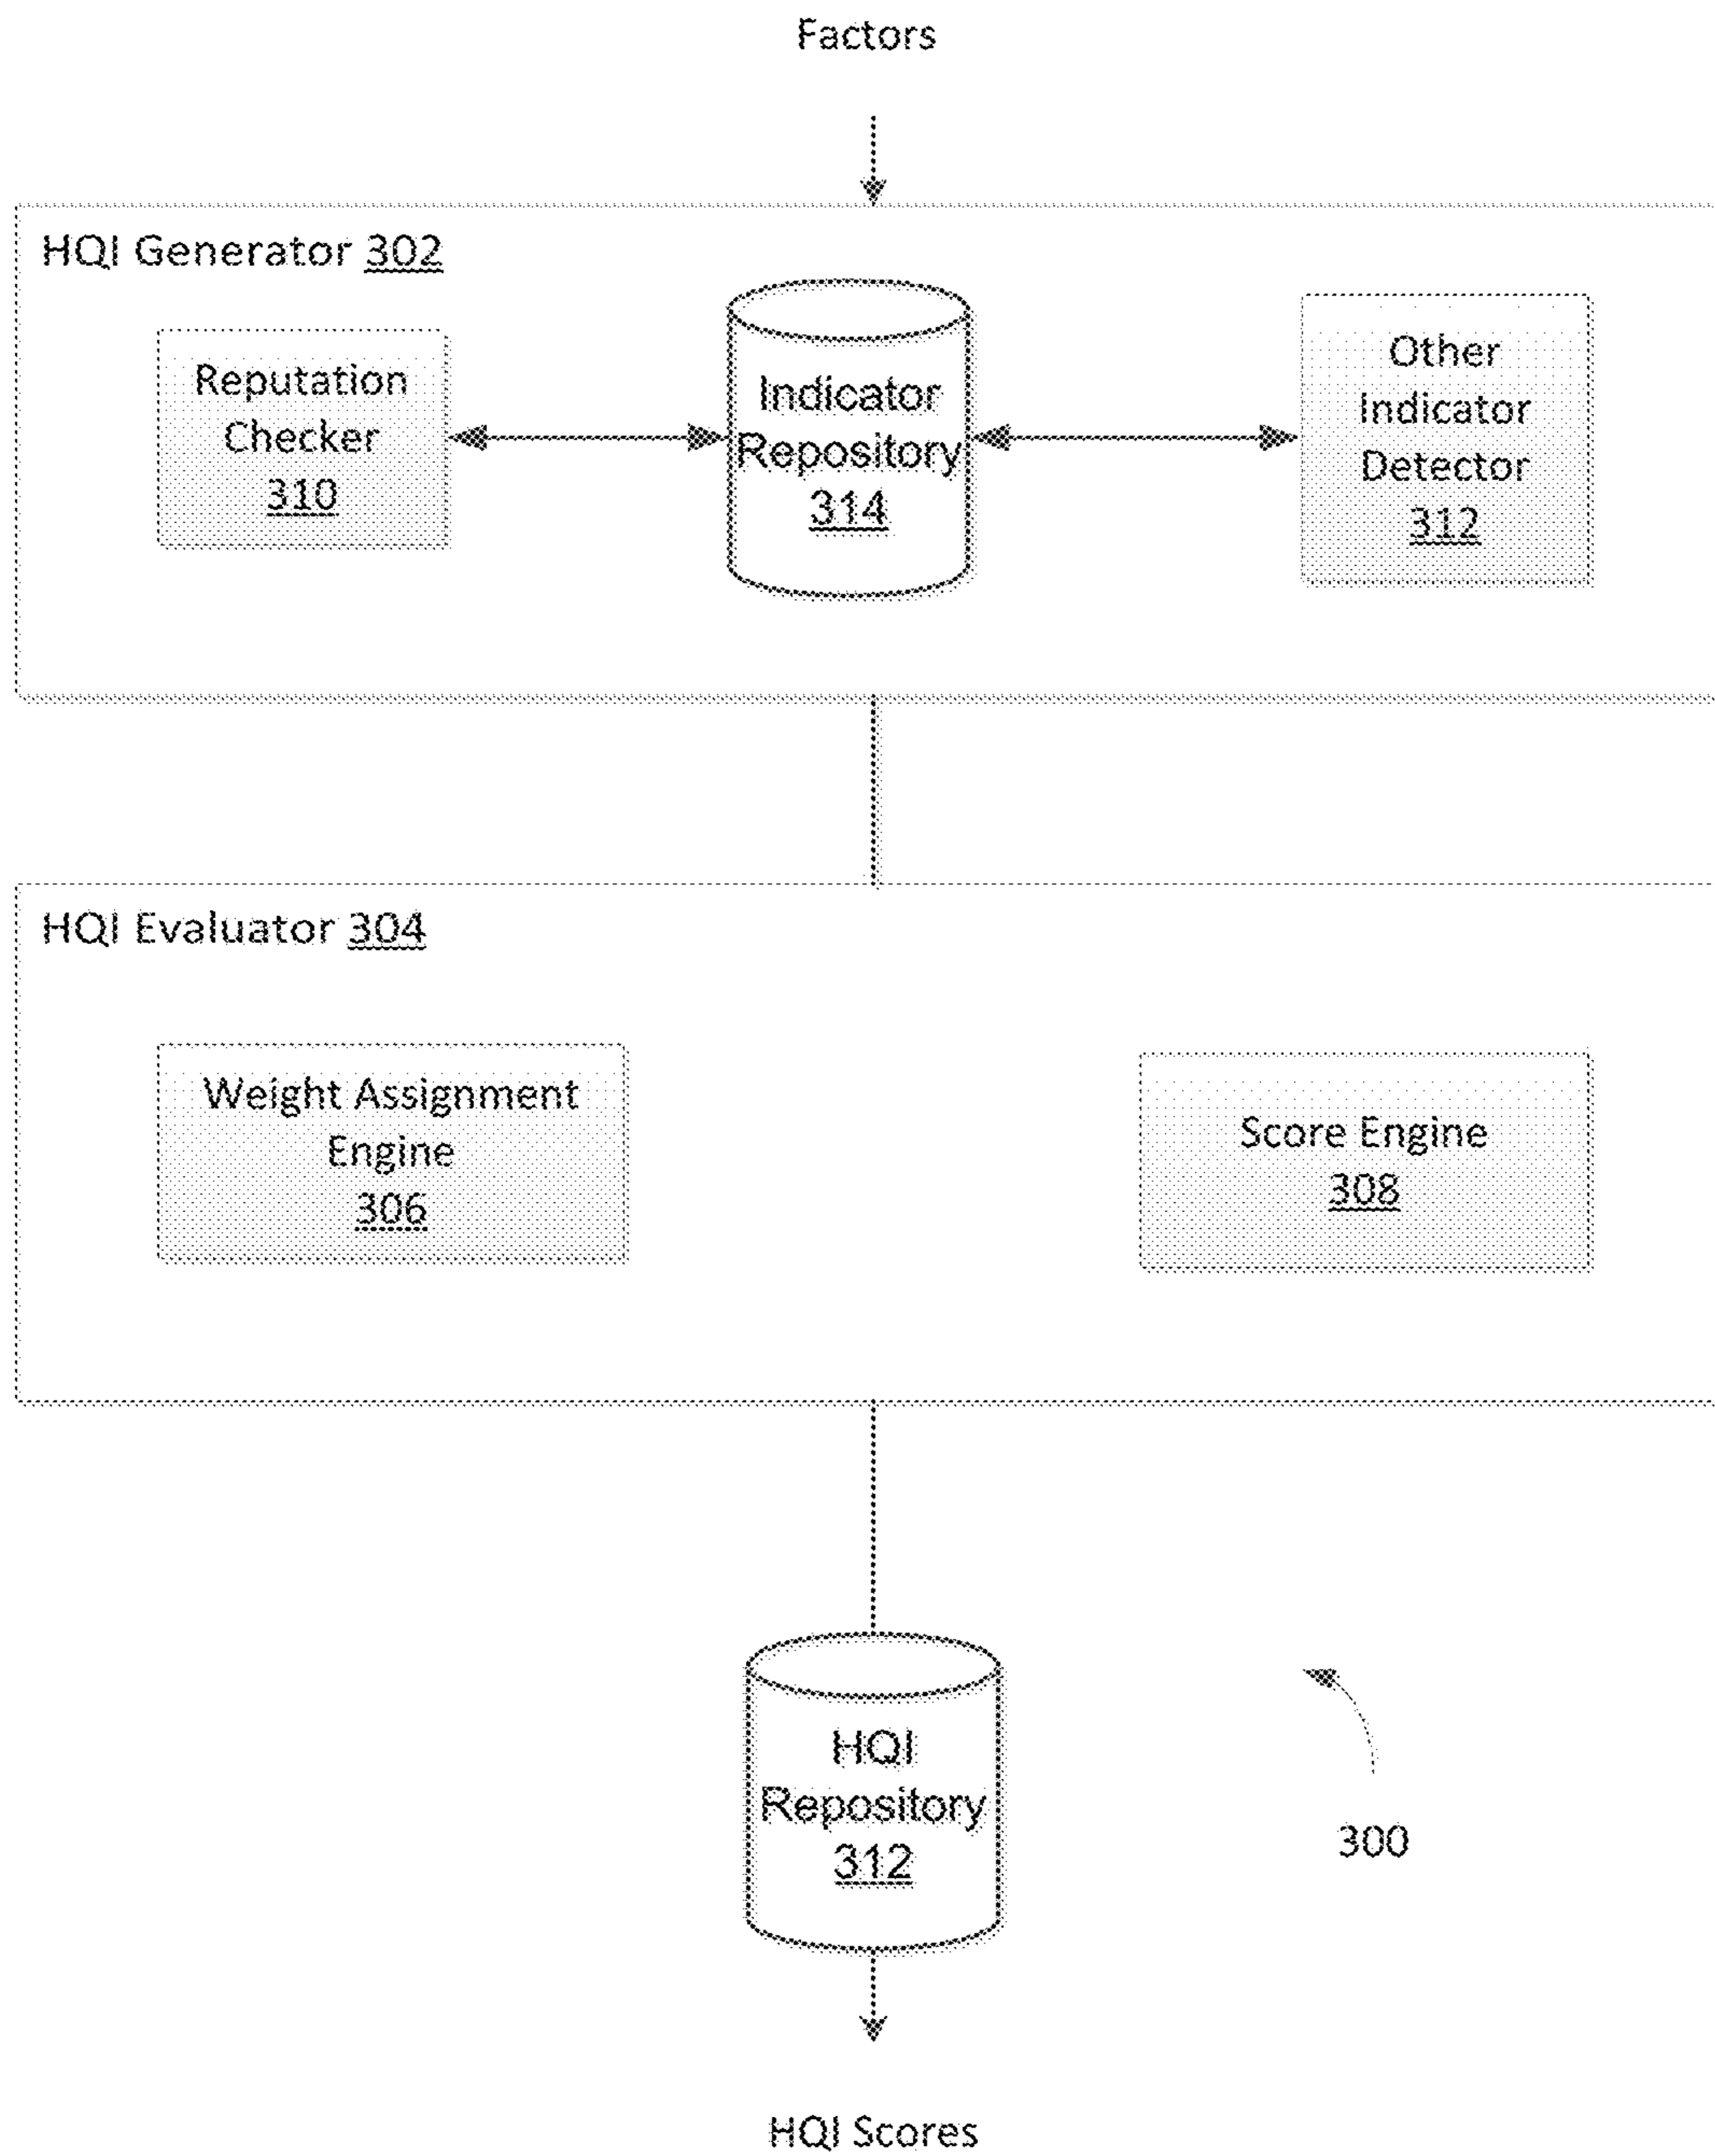 Factors
HQI Generator 302
Reputation
Checker
310
Indicator
Repository
314
Other
Indicator
Detector
312
HQI Evaluator 304
Weight Assignment
Engine
306
Score Engine
308
HQI
Repository
312
300
HQI Scores